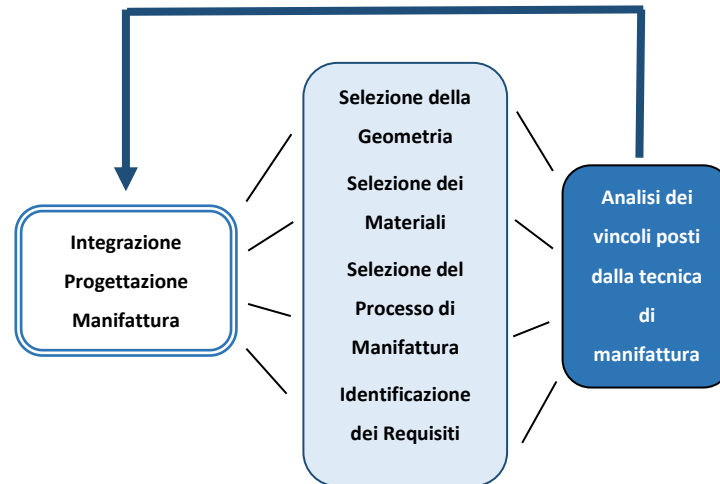 Integrazione
Progettazione
Manifattura
Selezione della
Geometria
Selezione dei
Materiali
Selezione del
Processo di
Manifattura
Identificazione
dei Requisiti
Analisi dei
vincoli posti
dalla tecnica
di
manifattura